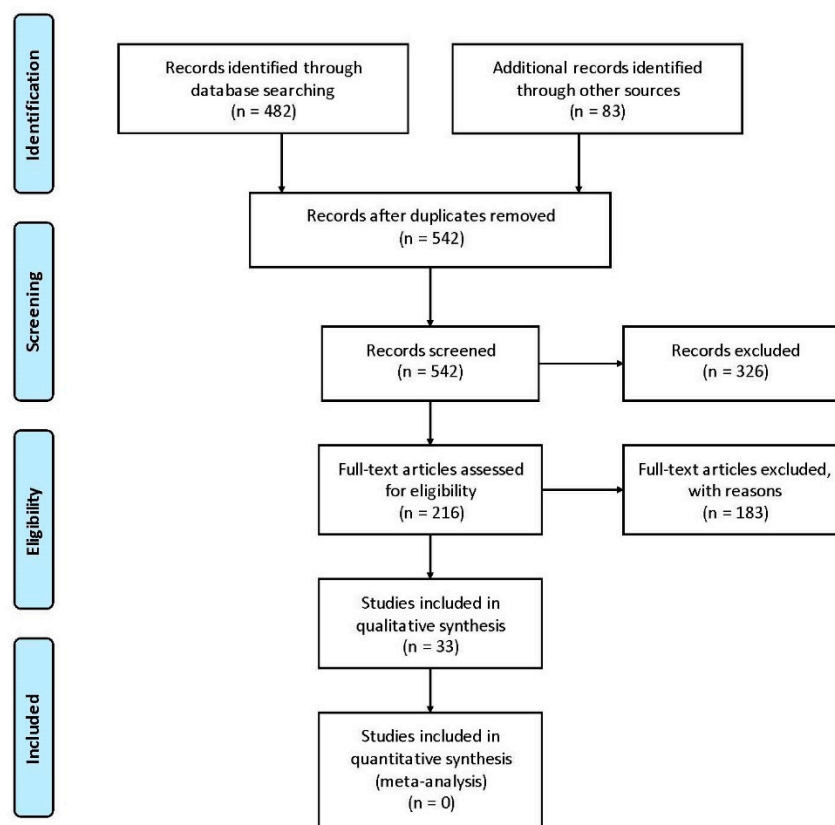 Identification
Records identified through
database searching
(n = 482)
Additional records identified
through other sources
(n = 83)
Records after duplicates removed
(n = 542)
Screening
Records screened
(n = 542)
Records excluded
(n = 326)
Eligibility
Full-text articles assessed
for eligibility
(n = 216)
Full-text articles excluded,
with reasons
(n = 183)
Studies included in
qualitative synthesis
(n = 33)
Included
Studies included in
quantitative synthesis
(meta-analysis)
(n = 0)